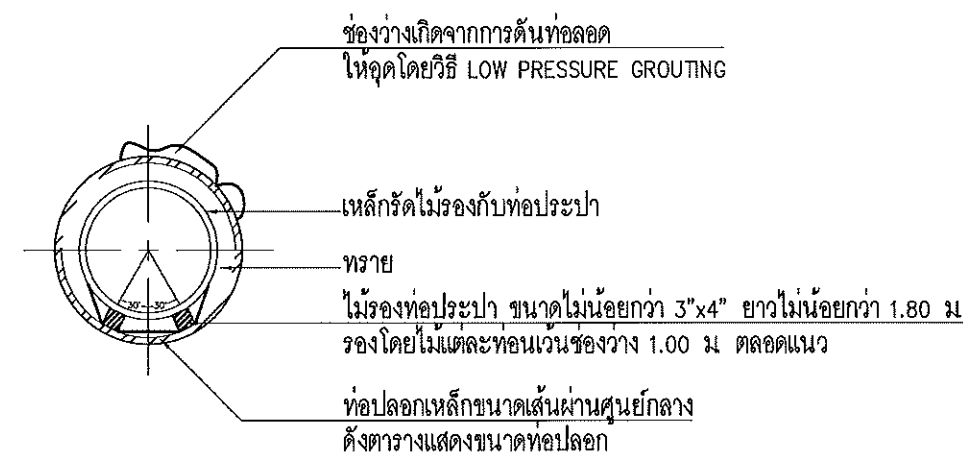 ช่องว่างเกิดจากการดันท่อลอด
ให้อุดโดยวิธี LOW PRESSURE GROUTING
เหล็กรัดไม้รองกับท่อประปา
ทราย
30° 30°
ไม้รองท่อประปา ขนาดไม่น้อยกว่า 3"x4" ยาวไม่น้อยกว่า 1.80 ม.
รองโดยไม้แต่ละท่อนเว้นช่องว่าง 1.00 ม. ตลอดแนว
ท่อปลอกเหล็กขนาดเส้นผ่านศูนย์กลาง
ดังตารางแสดงขนาดท่อปลอก